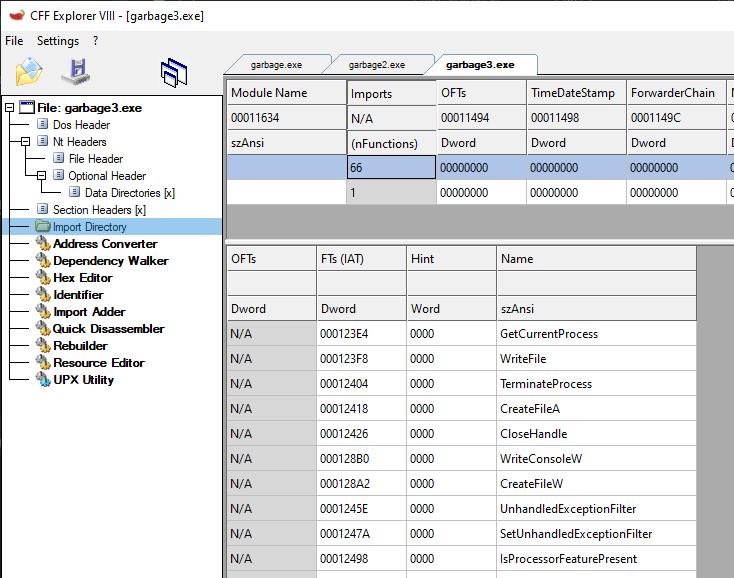 CFF Explorer VIII - [garbage3.exe]
File Settings ?
garbage.exe garbage2.exe garbage3.exe
File: garbage3.exe
Dos Header
Nt Headers
File Header
Optional Header
Data Directories [x]
Section Headers [x]
Import Directory
Address Converter
Dependency Walker
Hex Editor
Identifier
Import Adder
Quick Disassembler
Rebuilder
Resource Editor
UPX Utility
Module Name Imports OFTs TimeDateStamp ForwarderChain
00011634 N/A 00011494 00011498 0001149C
szAnsi (nFunctions) Dword Dword Dword
66 00000000 00000000 00000000
1 00000000 00000000 00000000
OFTs FTs (IAT) Hint Name
Dword Dword Word szAnsi
N/A 000123E4 0000 GetCurrentProcess
N/A 000123F8 0000 WriteFile
N/A 00012404 0000 TerminateProcess
N/A 00012418 0000 CreateFileA
N/A 00012426 0000 CloseHandle
N/A 000128B0 0000 WriteConsoleW
N/A 000128A2 0000 CreateFileW
N/A 0001245E 0000 UnhandledExceptionFilter
N/A 0001247A 0000 SetUnhandledExceptionFilter
N/A 00012498 0000 IsProcessorFeaturePresent